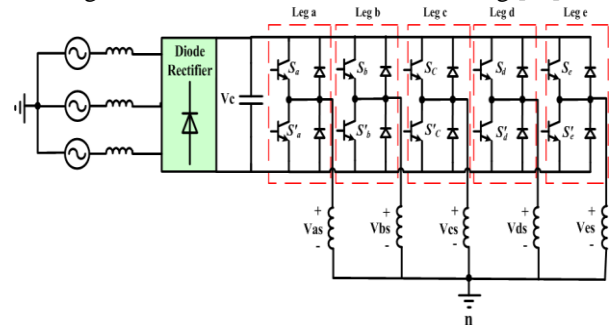 Leg a Leg b Leg c Leg d Leg e
Diode
Rectifier
Vc
Sa Sb SC Sd Se
S'a S'b S'C S'd S'e
+ + + + +
Vas Vbs Vcs Vds Ves
- - - - -
n